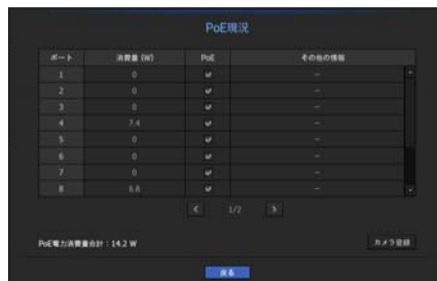 PoE現況
ポート 消費量 (W) PoE その他の情報
1 0 –
2 0 –
3 0 –
4 7.4 –
5 0 –
6 0 –
7 0 –
8 6.8 –
< 1/2 >
PoE電力消費量合計 : 14.2 W カメラ登録
戻る